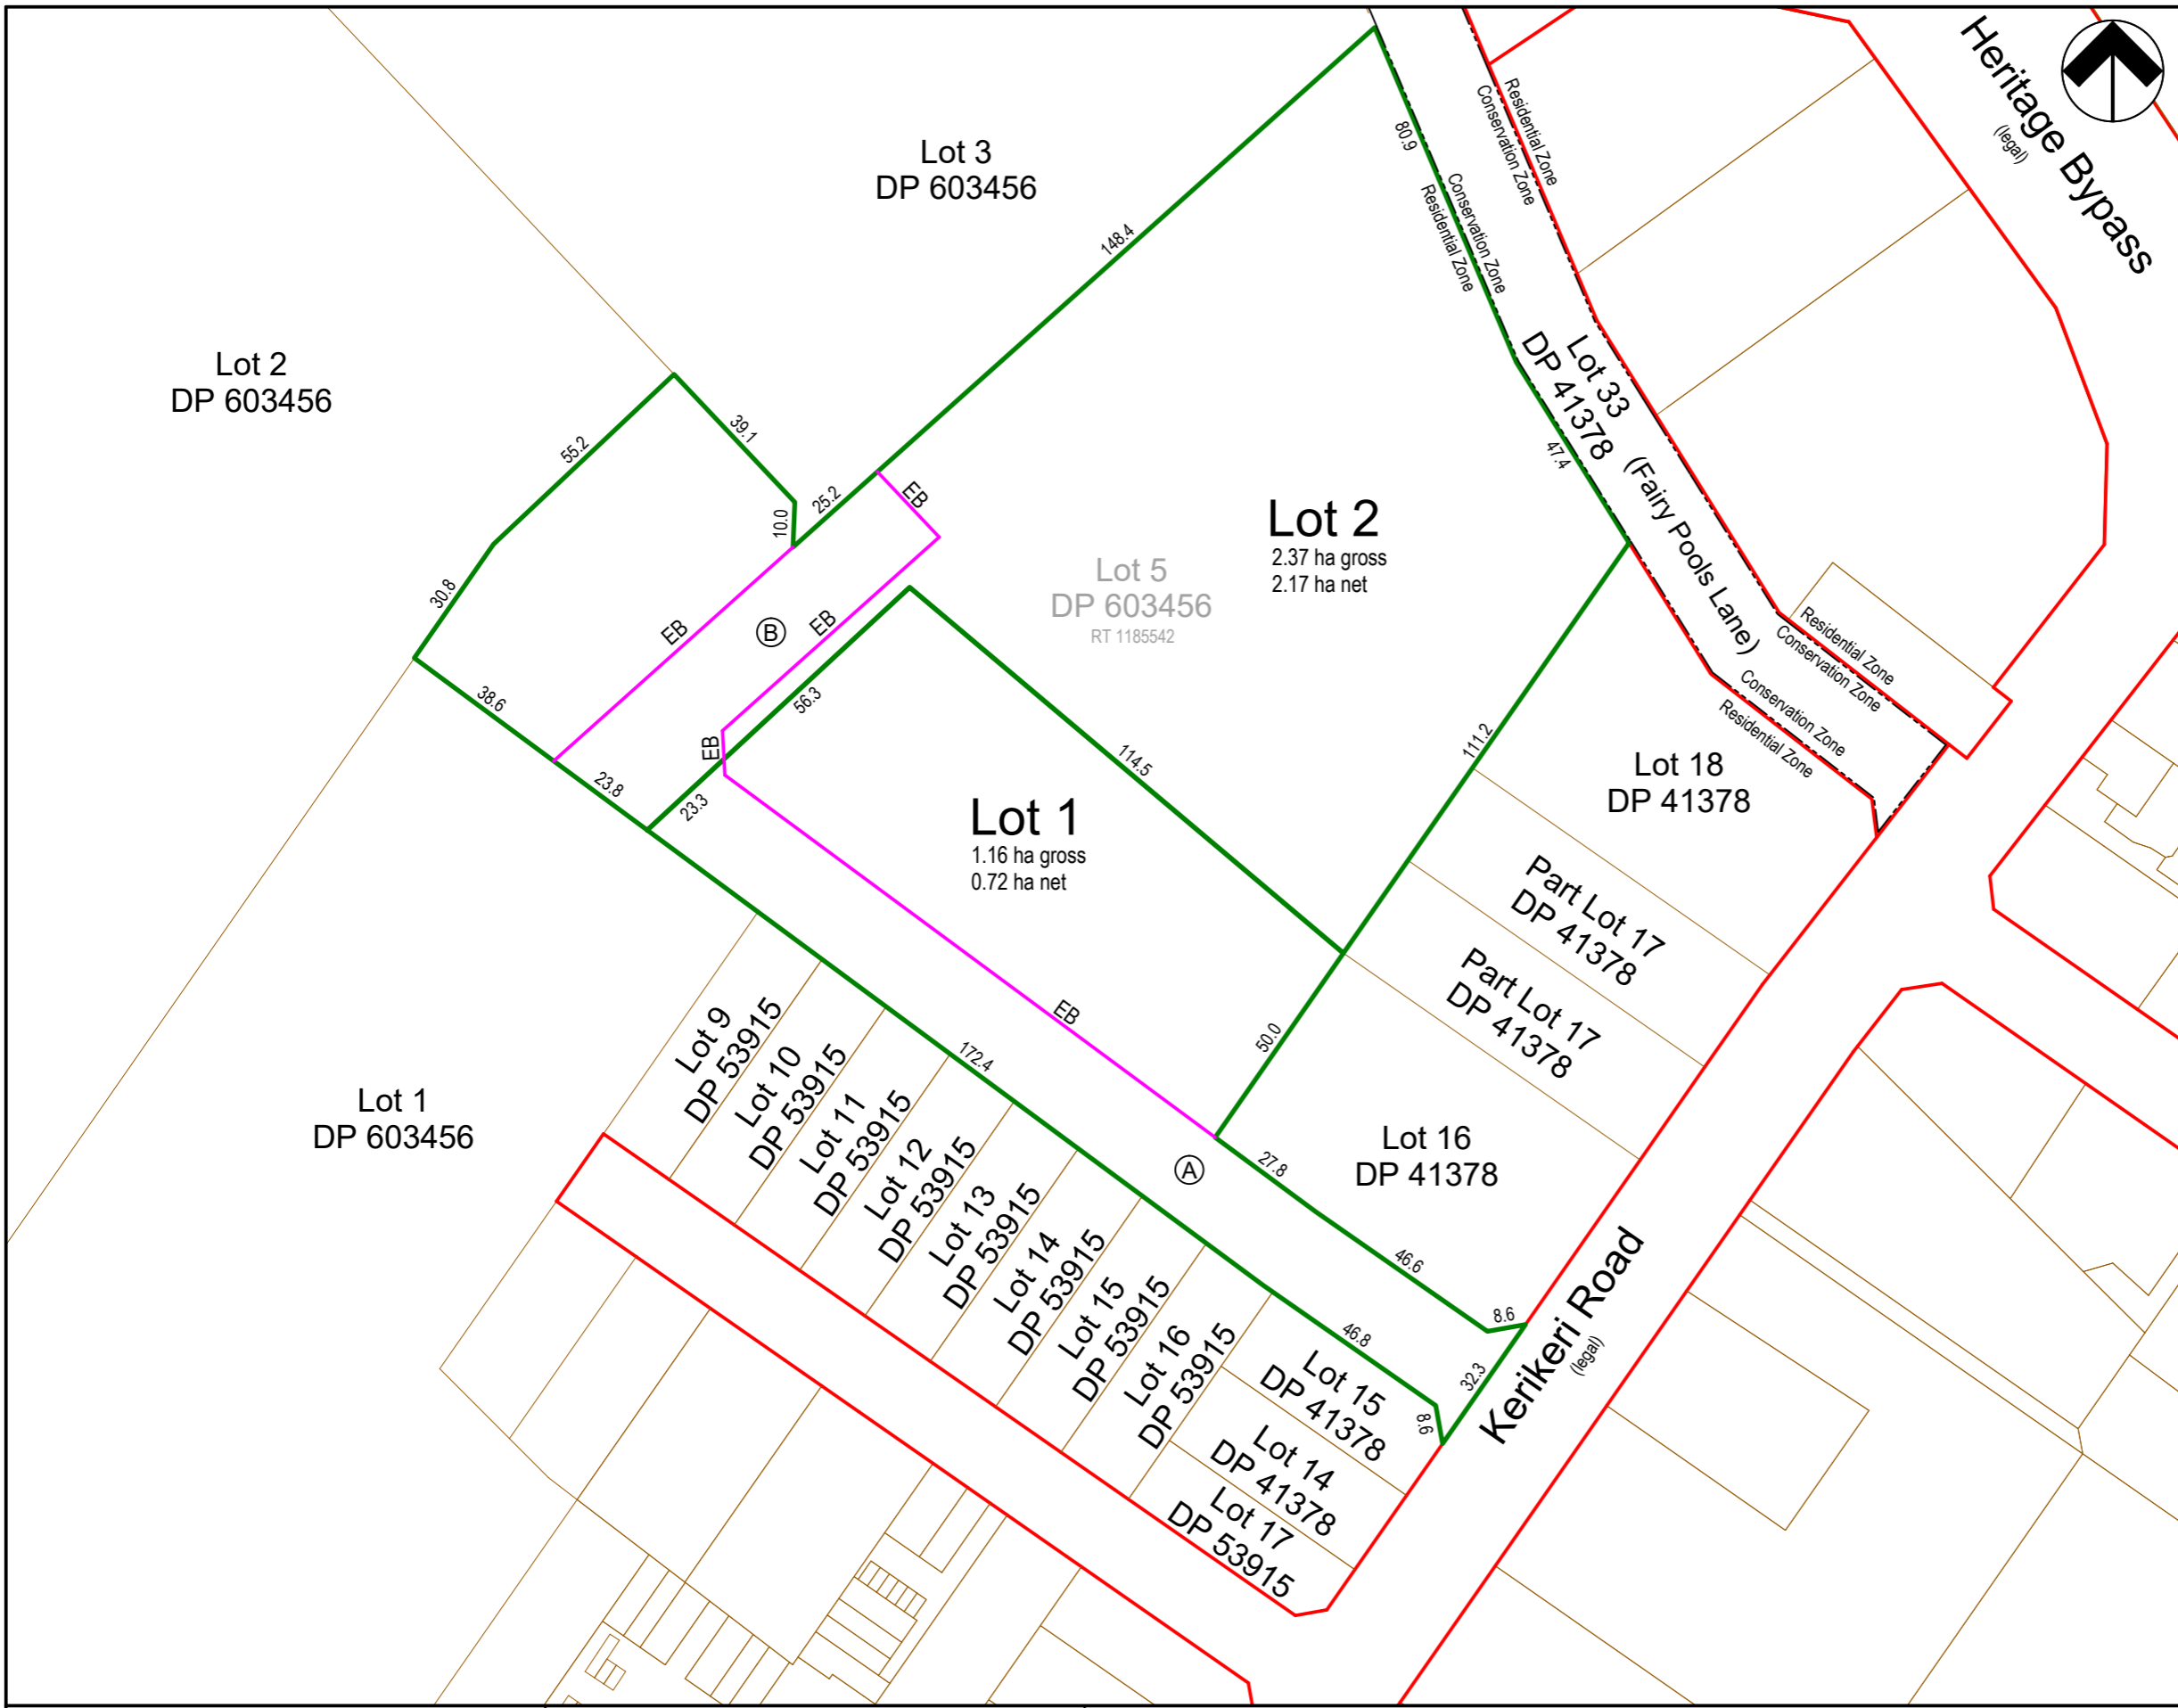 Heritage Bypass
(legal)
Lot 3
DP 603456
148.4
80.9
Residential Zone
Conservation Zone
Conservation Zone
Residential Zone
Lot 2
DP 603456
55.2
39.1
25.2
10.0
EB
30.8
EB
B
EB
EB
38.6
23.8
23.3
56.3
Lot 2
2.37 ha gross
2.17 ha net
Lot 5
DP 603456
RT 1185542
Lot 33
DP 41378
(Fairy Pools Lane)
47.4
Residential Zone
Conservation Zone
Conservation Zone
Residential Zone
111.2
114.5
Lot 18
DP 41378
Lot 1
1.16 ha gross
0.72 ha net
Part Lot 17
DP 41378
Part Lot 17
DP 41378
EB
50.0
172.4
Lot 1
DP 603456
Lot 9
DP 53915
Lot 10
DP 53915
Lot 11
DP 53915
Lot 12
DP 53915
Lot 13
DP 53915
Lot 14
DP 53915
Lot 15
DP 53915
Lot 16
DP 53915
A
27.8
Lot 16
DP 41378
46.6
8.6
46.8
32.3
8.6
Kerikeri Road
(legal)
Lot 15
DP 41378
Lot 14
DP 41378
Lot 17
DP 53915